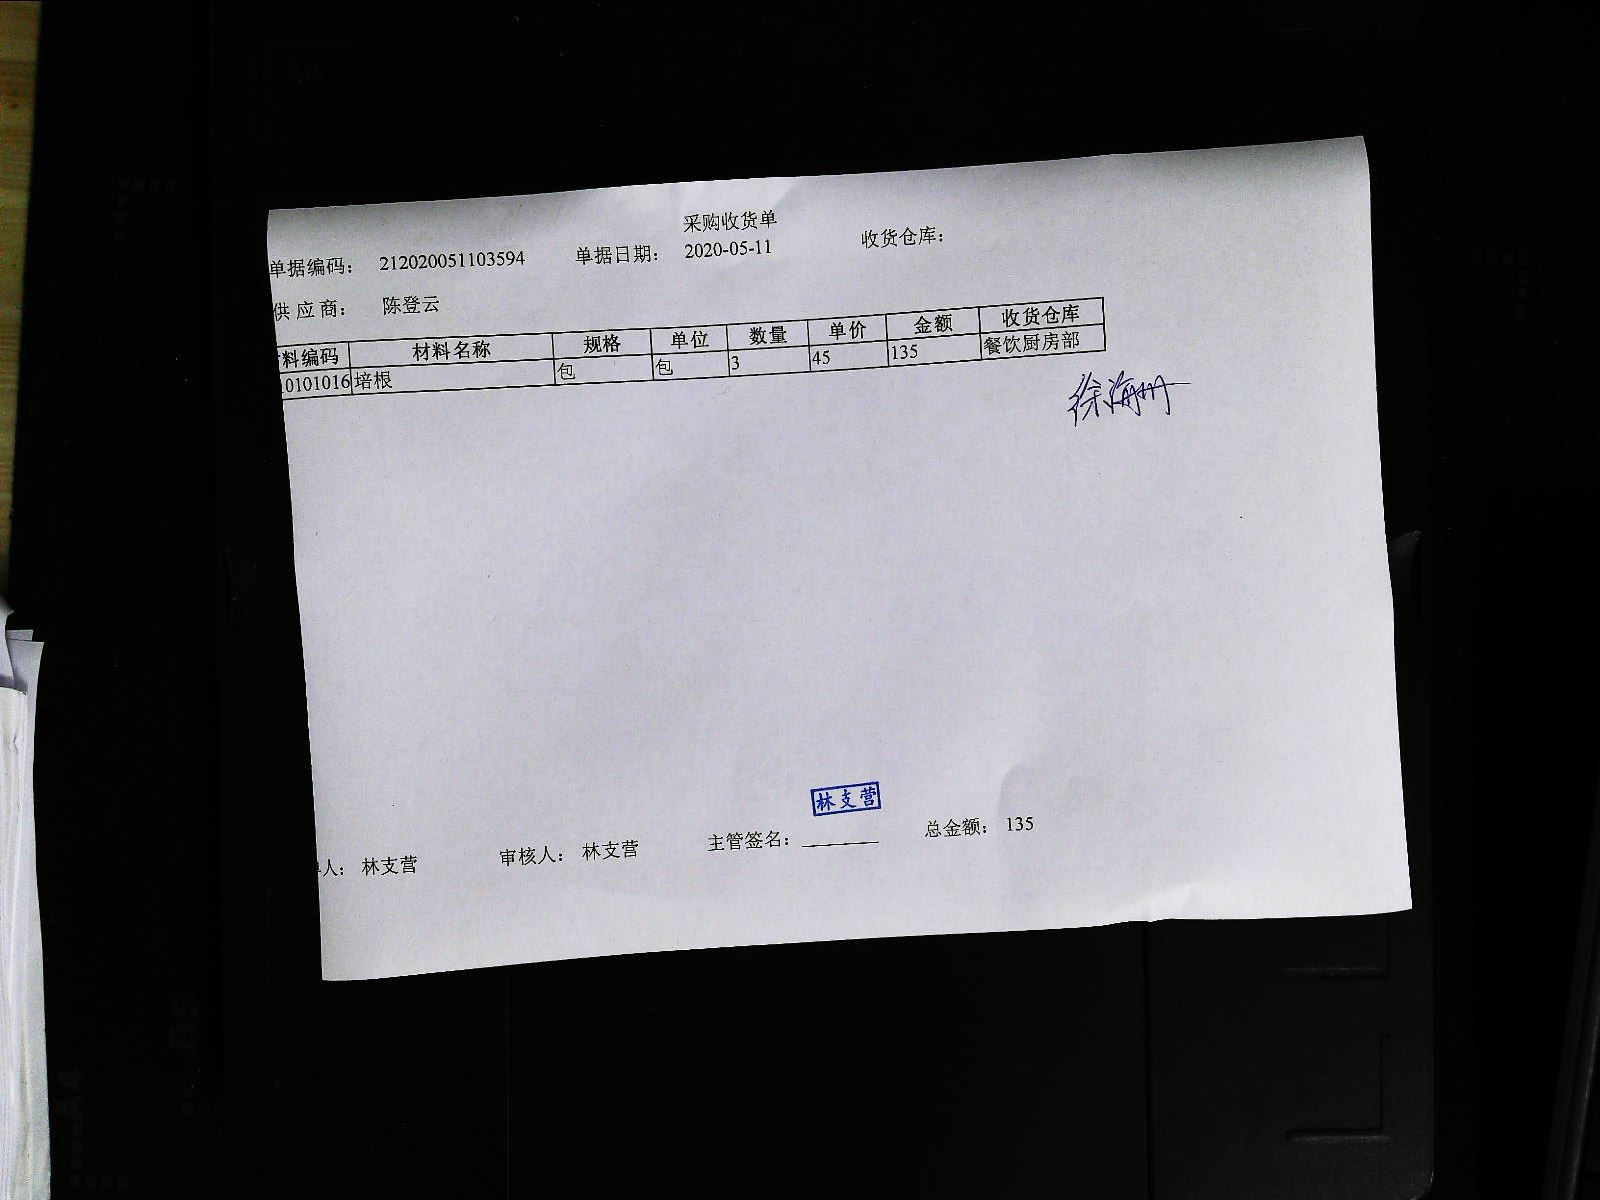 采购收货单
单据编码： 212020051103594 单据日期： 2020-05-11 收货仓库：
供 应 商： 陈登云
料编码 材料名称 规格 单位 数量 单价 金额 收货仓库
10101016 培根 包 包 3 45 135 餐饮厨房部
徐海州
林支营
人： 林支营 审核人： 林支营 主管签名： 总金额： 135